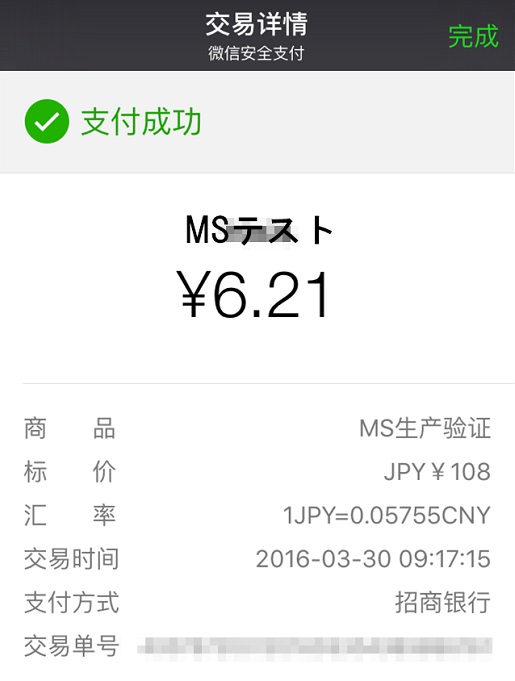 交易详情
微信安全支付
完成
支付成功
MSテスト
¥6.21
商 品 MS生产验证
标 价 JPY¥108
汇 率 1JPY=0.05755CNY
交易时间 2016-03-30 09:17:15
支付方式 招商银行
交易单号